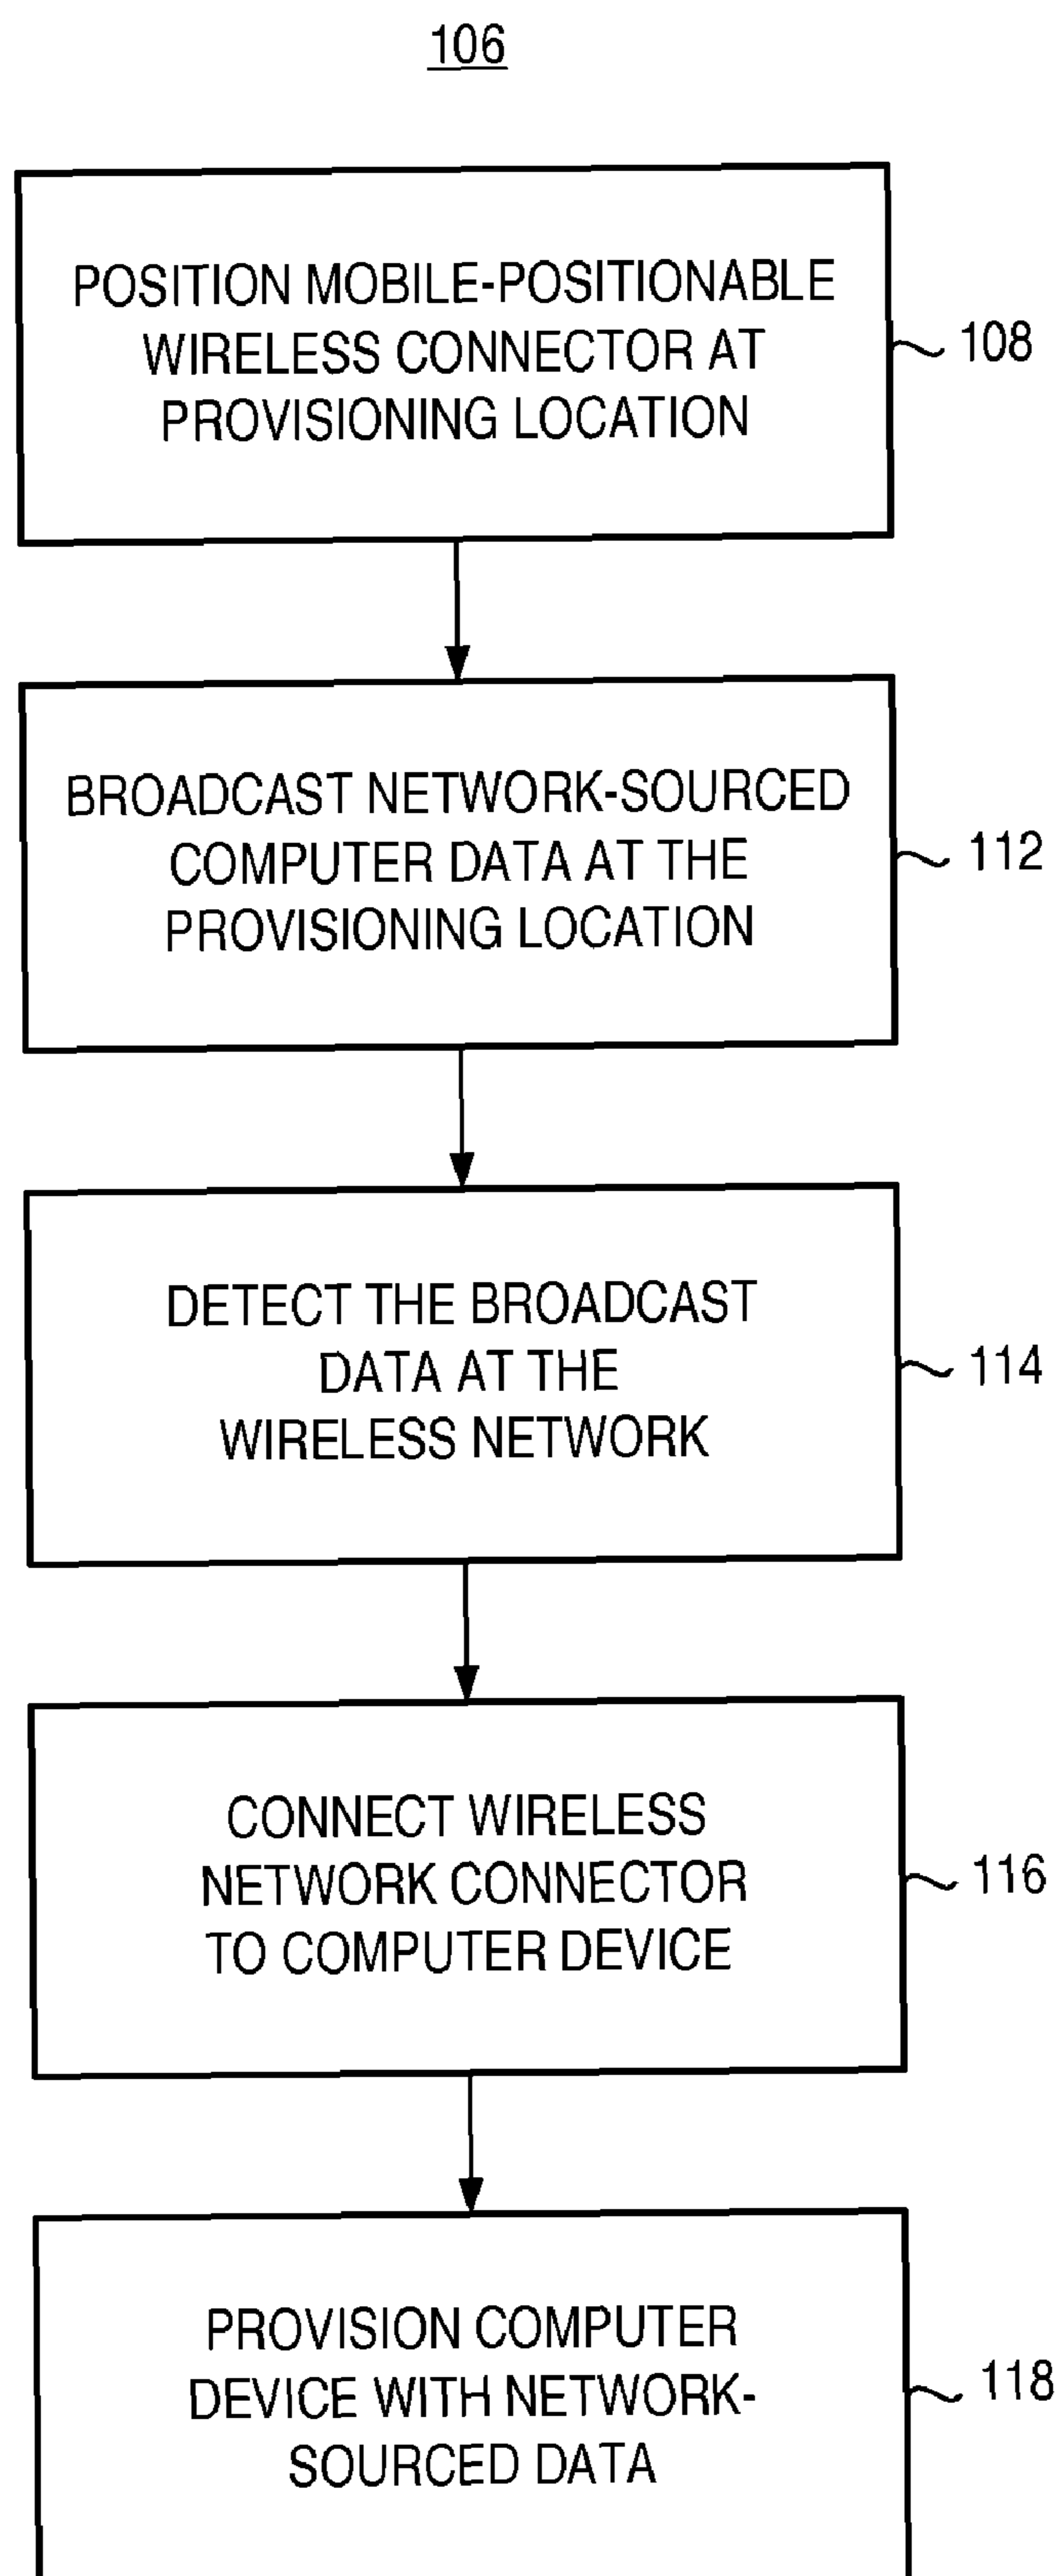 106
POSITION MOBILE-POSITIONABLE
WIRELESS CONNECTOR AT
PROVISIONING LOCATION
108
BROADCAST NETWORK-SOURCED
COMPUTER DATA AT THE
PROVISIONING LOCATION
112
DETECT THE BROADCAST
DATA AT THE
WIRELESS NETWORK
114
CONNECT WIRELESS
NETWORK CONNECTOR
TO COMPUTER DEVICE
116
PROVISION COMPUTER
DEVICE WITH NETWORK-
SOURCED DATA
118